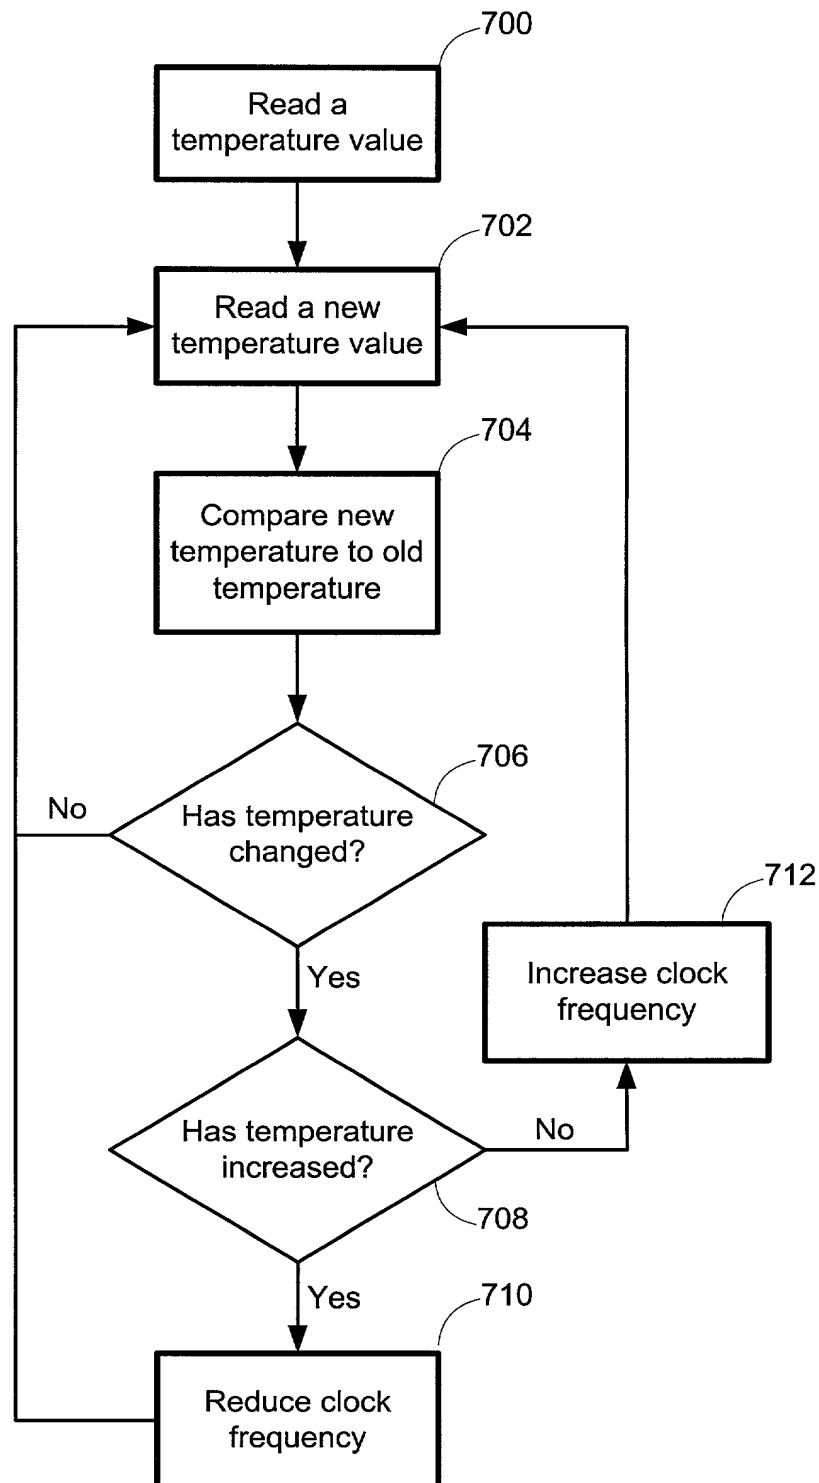 700
Read a
temperature value
702
Read a new
temperature value
704
Compare new
temperature to old
temperature
706
Has temperature
changed?
No
Yes
712
Increase clock
frequency
Has temperature
increased?
No
708
Yes
710
Reduce clock
frequency